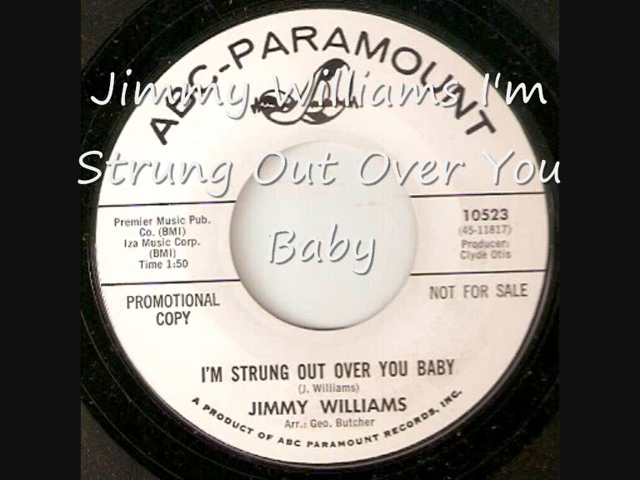 ABC-PARAMOUNT
Jimmy Williams I'm
Strung Out Over You
Baby
Premier Music Pub.
Co. (BMI)
Iza Music Corp.
(BMI)
Time 1:50
10523
(45-11817)
Producer:
Clyde Otis
PROMOTIONAL
COPY
NOT FOR SALE
I'M STRUNG OUT OVER YOU BABY
(J. Williams)
JIMMY WILLIAMS
Arr.: Geo. Butcher
A PRODUCT OF ABC PARAMOUNT RECORDS, INC.